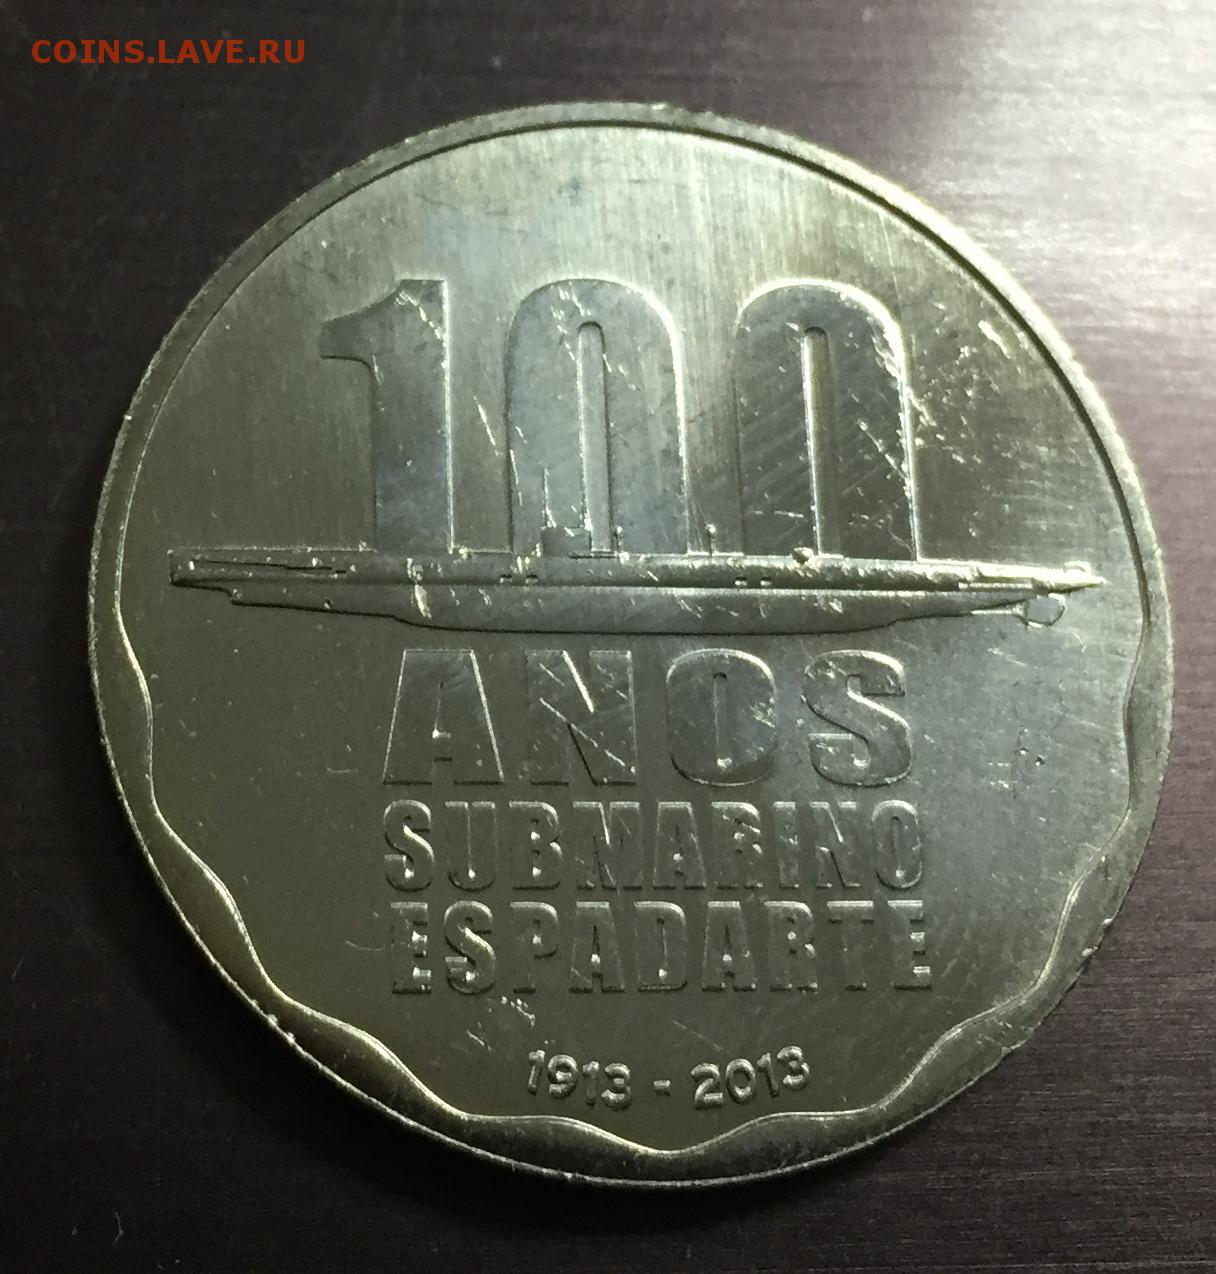 COINS.LAVE.RU
100
ANOS
SUBMARINO
ESPADARTE
1913 - 2013